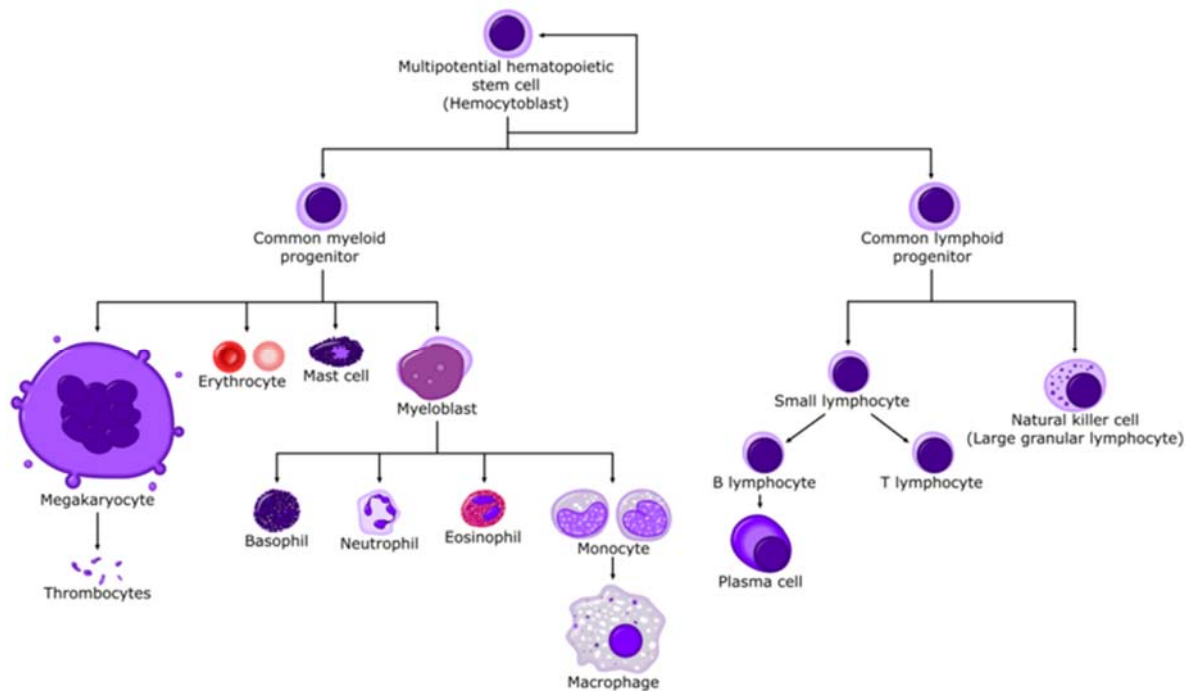 Multipotential hematopoietic
stem cell
(Hemocytoblast)
Common myeloid
progenitor
Common lymphoid
progenitor
Erythrocyte
Mast cell
Myeloblast
Small lymphocyte
Natural killer cell
(Large granular lymphocyte)
Megakaryocyte
B lymphocyte
T lymphocyte
Basophil
Neutrophil
Eosinophil
Monocyte
Thrombocytes
Plasma cell
Macrophage